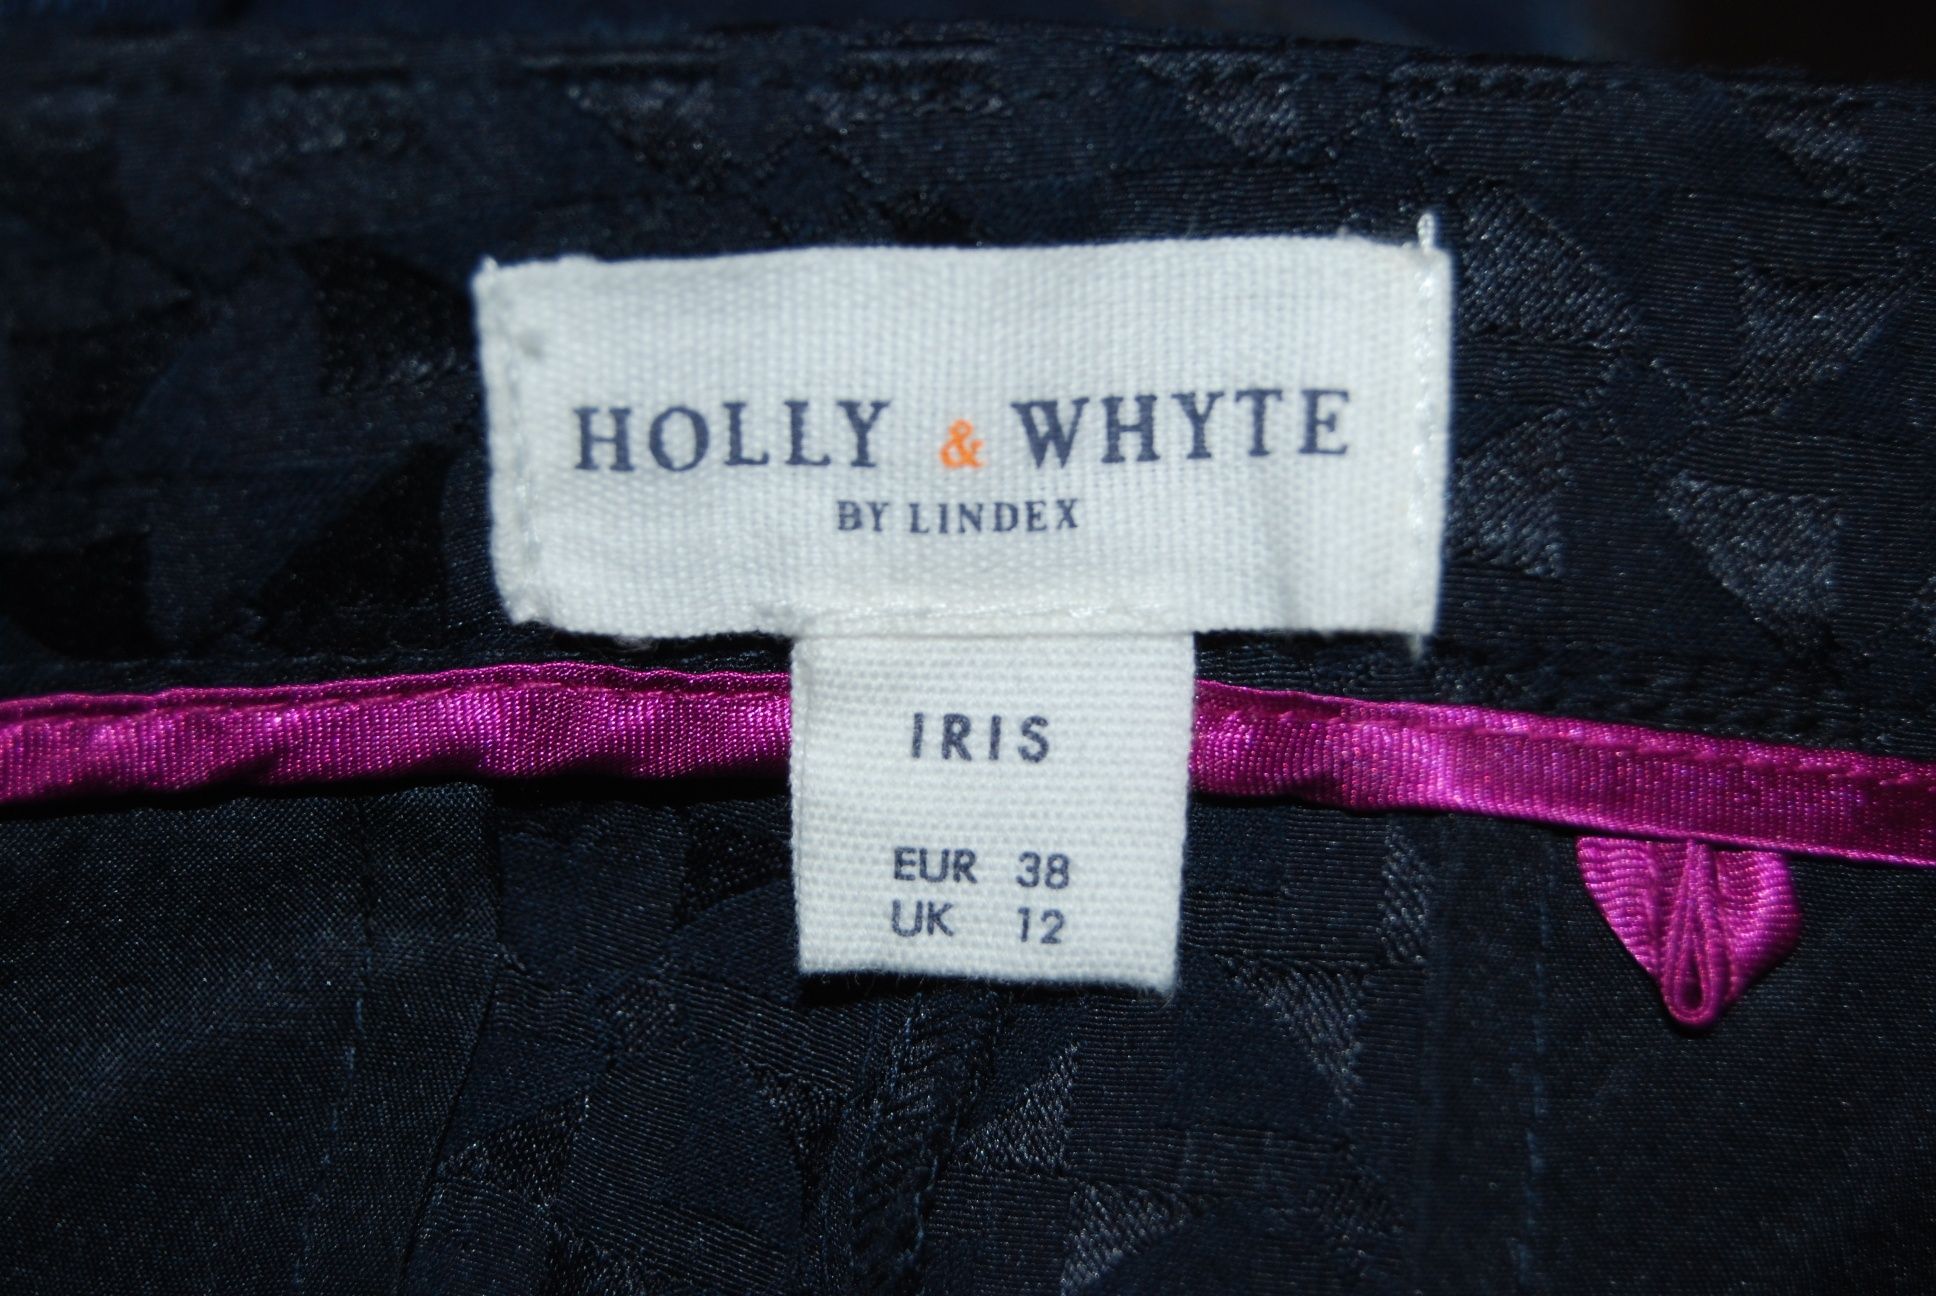 HOLLY & WHYTE
BY LINDEX
IRIS
EUR 38
UK 12